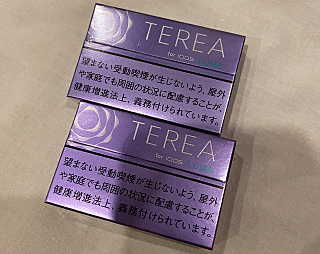 TEREA
for IQOS ILUMA
望まない受動喫煙が生じないよう、屋外
や家庭でも周囲の状況に配慮することが、
健康増進法上、義務付けられています。
TEREA
for IQOS ILUMA
望まない受動喫煙が生じないよう、屋外
や家庭でも周囲の状況に配慮することが、
健康増進法上、義務付けられています。